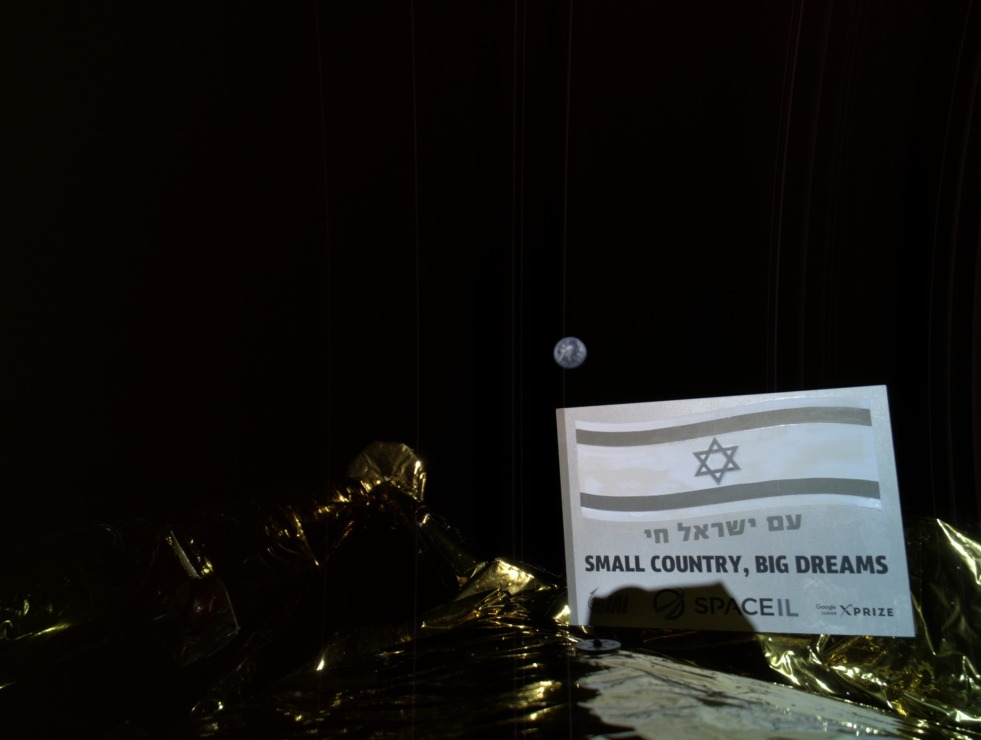 עם ישראל חי
SMALL COUNTRY, BIG DREAMS
SPACEIL Google XPRIZE